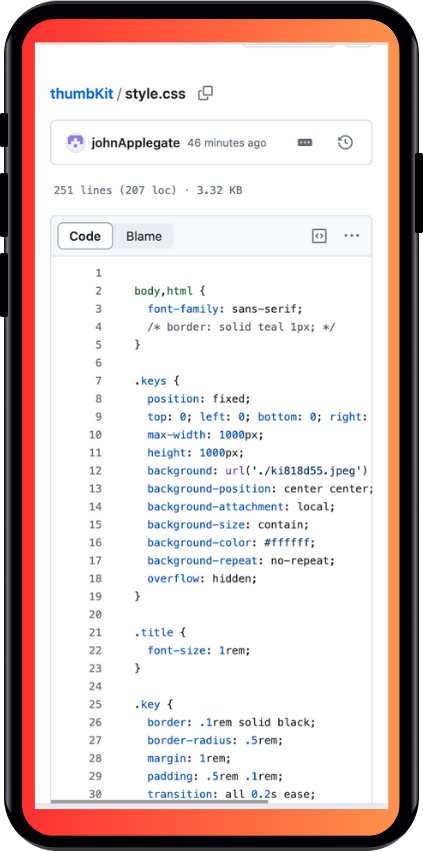 thumbKit / style.css
johnApplegate 46 minutes ago
251 lines (207 loc) · 3.32 KB
Code Blame
1
2 body,html {
3 font-family: sans-serif;
4 /* border: solid teal 1px; */
5 }
6
7 .keys {
8 position: fixed;
9 top: 0; left: 0; bottom: 0; right:
10 max-width: 1000px;
11 height: 1000px;
12 background: url('./ki818d55.jpeg')
13 background-position: center center;
14 background-attachment: local;
15 background-size: contain;
16 background-color: #ffffff;
17 background-repeat: no-repeat;
18 overflow: hidden;
19 }
20
21 .title {
22 font-size: 1rem;
23 }
24
25 .key {
26 border: .1rem solid black;
27 border-radius: .5rem;
28 margin: 1rem;
29 padding: .5rem .1rem;
30 transition: all 0.2s ease;